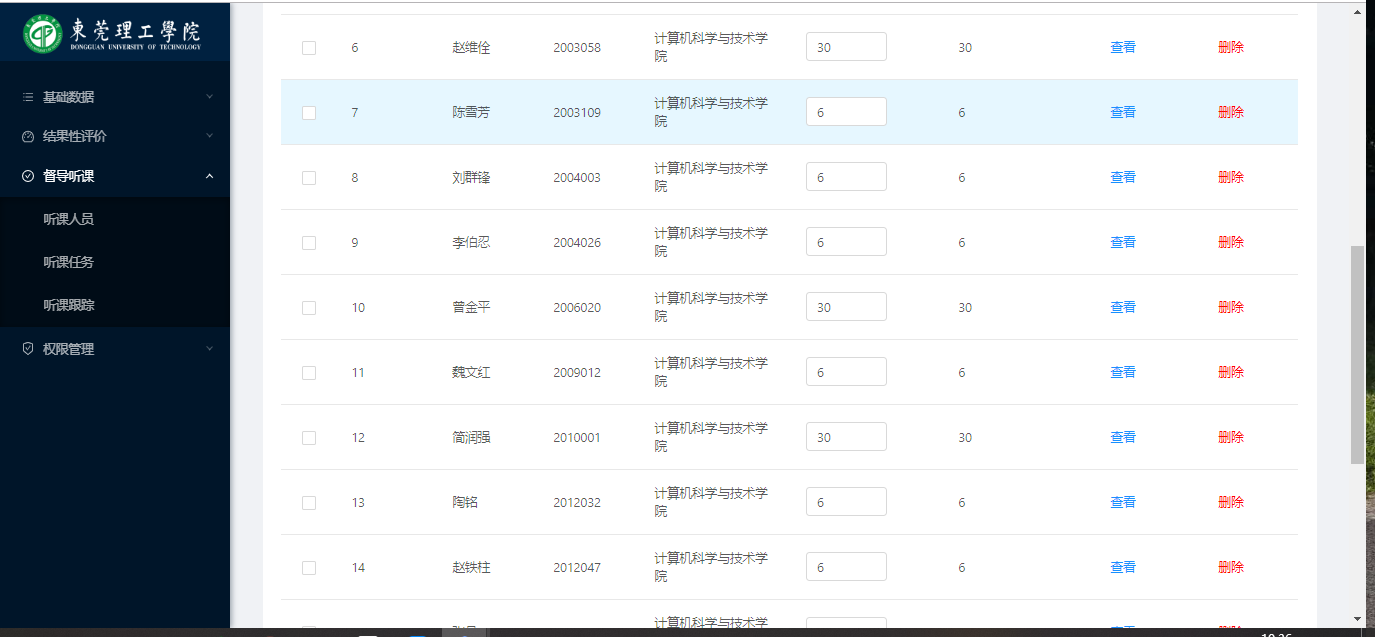 東莞理工學院
DONGGUAN UNIVERSITY OF TECHNOLOGY
基础数据
结果性评价
督导听课
听课人员
听课任务
听课跟踪
权限管理
6 赵维佺 2003058 计算机科学与技术学 30 30 查看 删除
院
7 陈雪芳 2003109 计算机科学与技术学 6 6 查看 删除
院
8 刘群锋 2004003 计算机科学与技术学 6 6 查看 删除
院
9 李伯忍 2004026 计算机科学与技术学 6 6 查看 删除
院
10 曾金平 2006020 计算机科学与技术学 30 30 查看 删除
院
11 魏文红 2009012 计算机科学与技术学 6 6 查看 删除
院
12 简润强 2010001 计算机科学与技术学 30 30 查看 删除
院
13 陶铭 2012032 计算机科学与技术学 6 6 查看 删除
院
14 赵铁柱 2012047 计算机科学与技术学 6 6 查看 删除
院
计算机科学与技术学